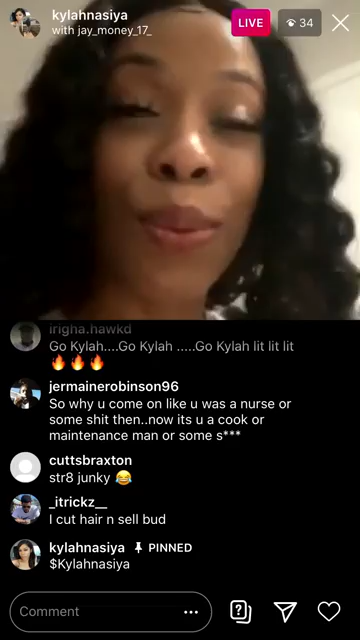 kylahnasiya
with jay_money_17_
LIVE
34
irigha.hawkd
Go Kylah....Go Kylah .....Go Kylah lit lit lit
🔥🔥🔥
jermainerobinson96
So why u come on like u was a nurse or
some shit then..now its u a cook or
maintenance man or some s***
cuttsbraxton
str8 junky 😂
_itrickz__
I cut hair n sell bud
kylahnasiya PINNED
$Kylahnasiya
Comment